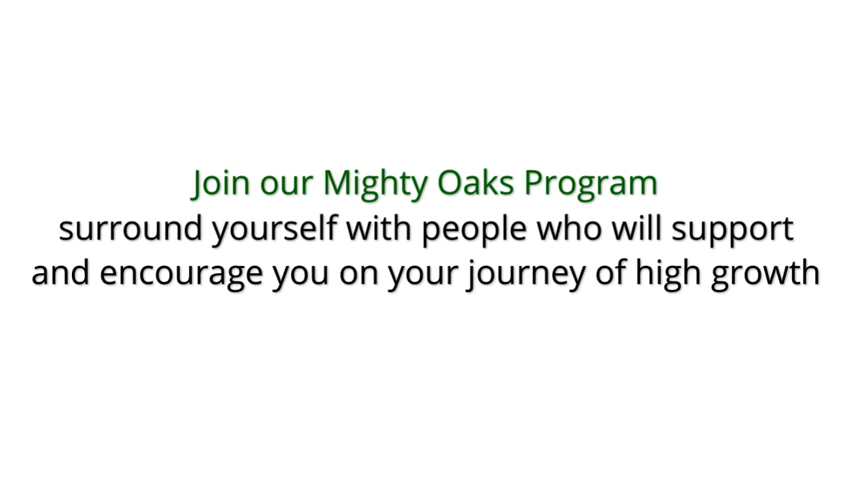 Join our Mighty Oaks Program
surround yourself with people who will support
and encourage you on your journey of high growth